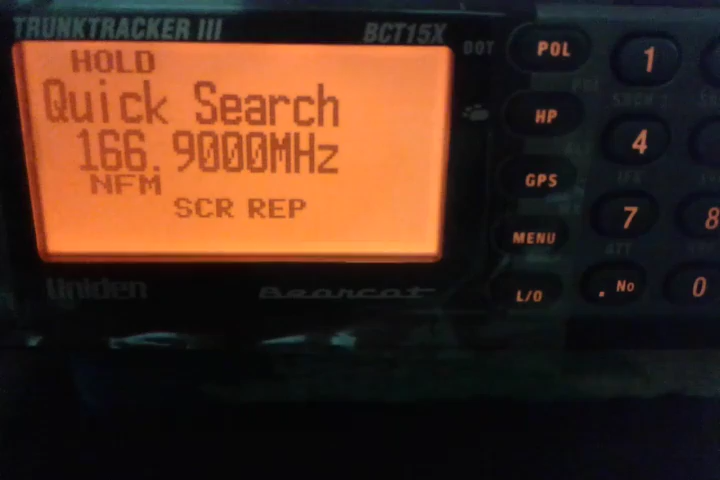 TRUNKTRACKER III
BCT15X
HOLD
Quick Search
166.9000MHz
NFM
SCR REP
Uniden
Bearcat
DOT
POL
HP
GPS
MENU
L/O
1
4
7
8
. No
0
ATT